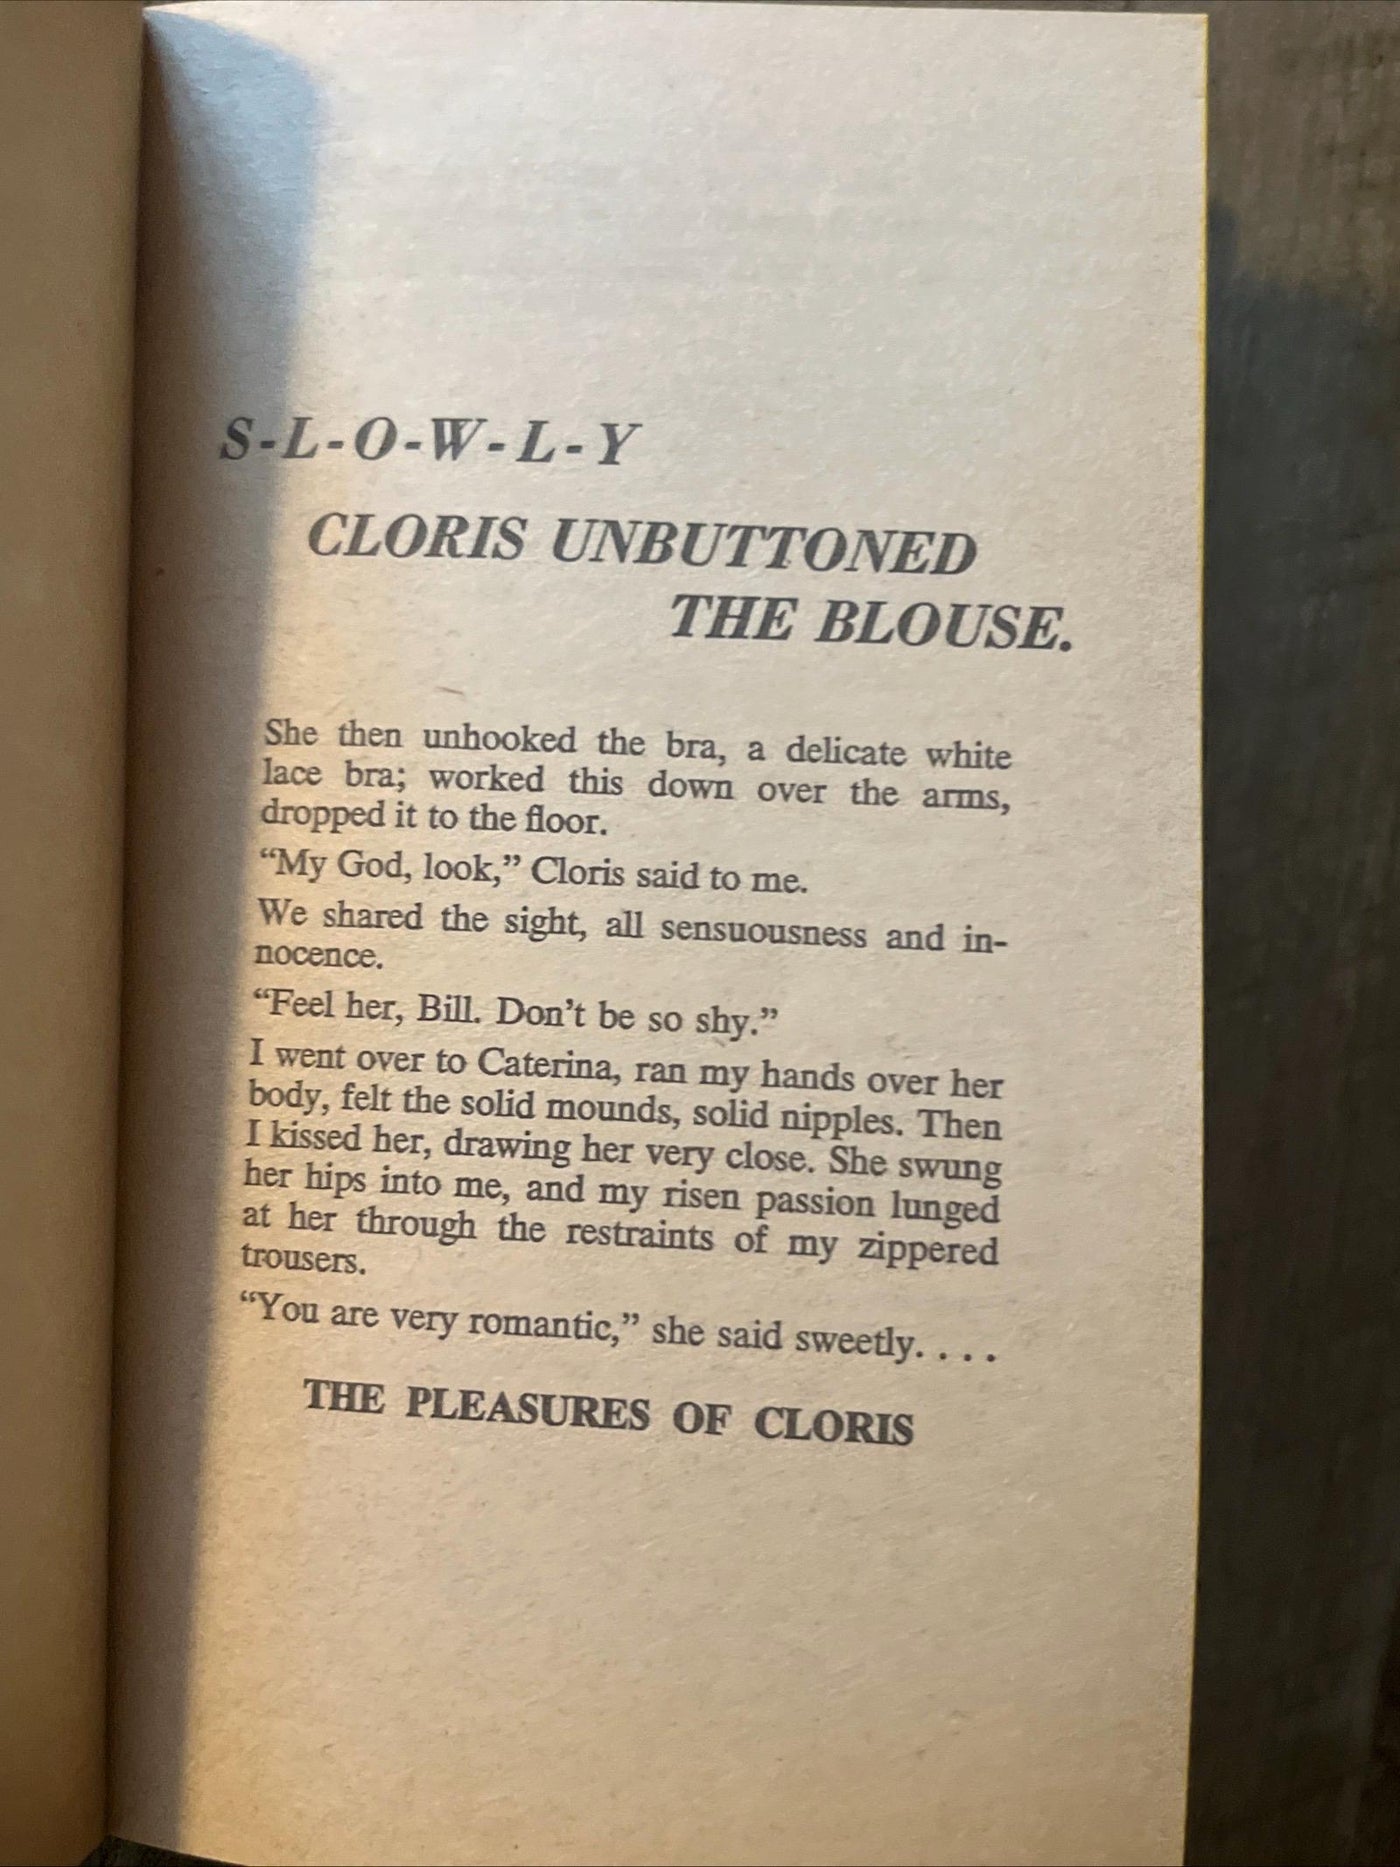 S-L-O-W-L-Y
CLORIS UNBUTTONED
THE BLOUSE.
She then unhooked the bra, a delicate white
lace bra; worked this down over the arms,
dropped it to the floor.
“My God, look,” Cloris said to me.
We shared the sight, all sensuousness and in-
nocence.
“Feel her, Bill. Don’t be so shy.”
I went over to Caterina, ran my hands over her
body, felt the solid mounds, solid nipples. Then
I kissed her, drawing her very close. She swung
her hips into me, and my risen passion lunged
at her through the restraints of my zippered
trousers.
“You are very romantic,” she said sweetly. . . .
THE PLEASURES OF CLORIS